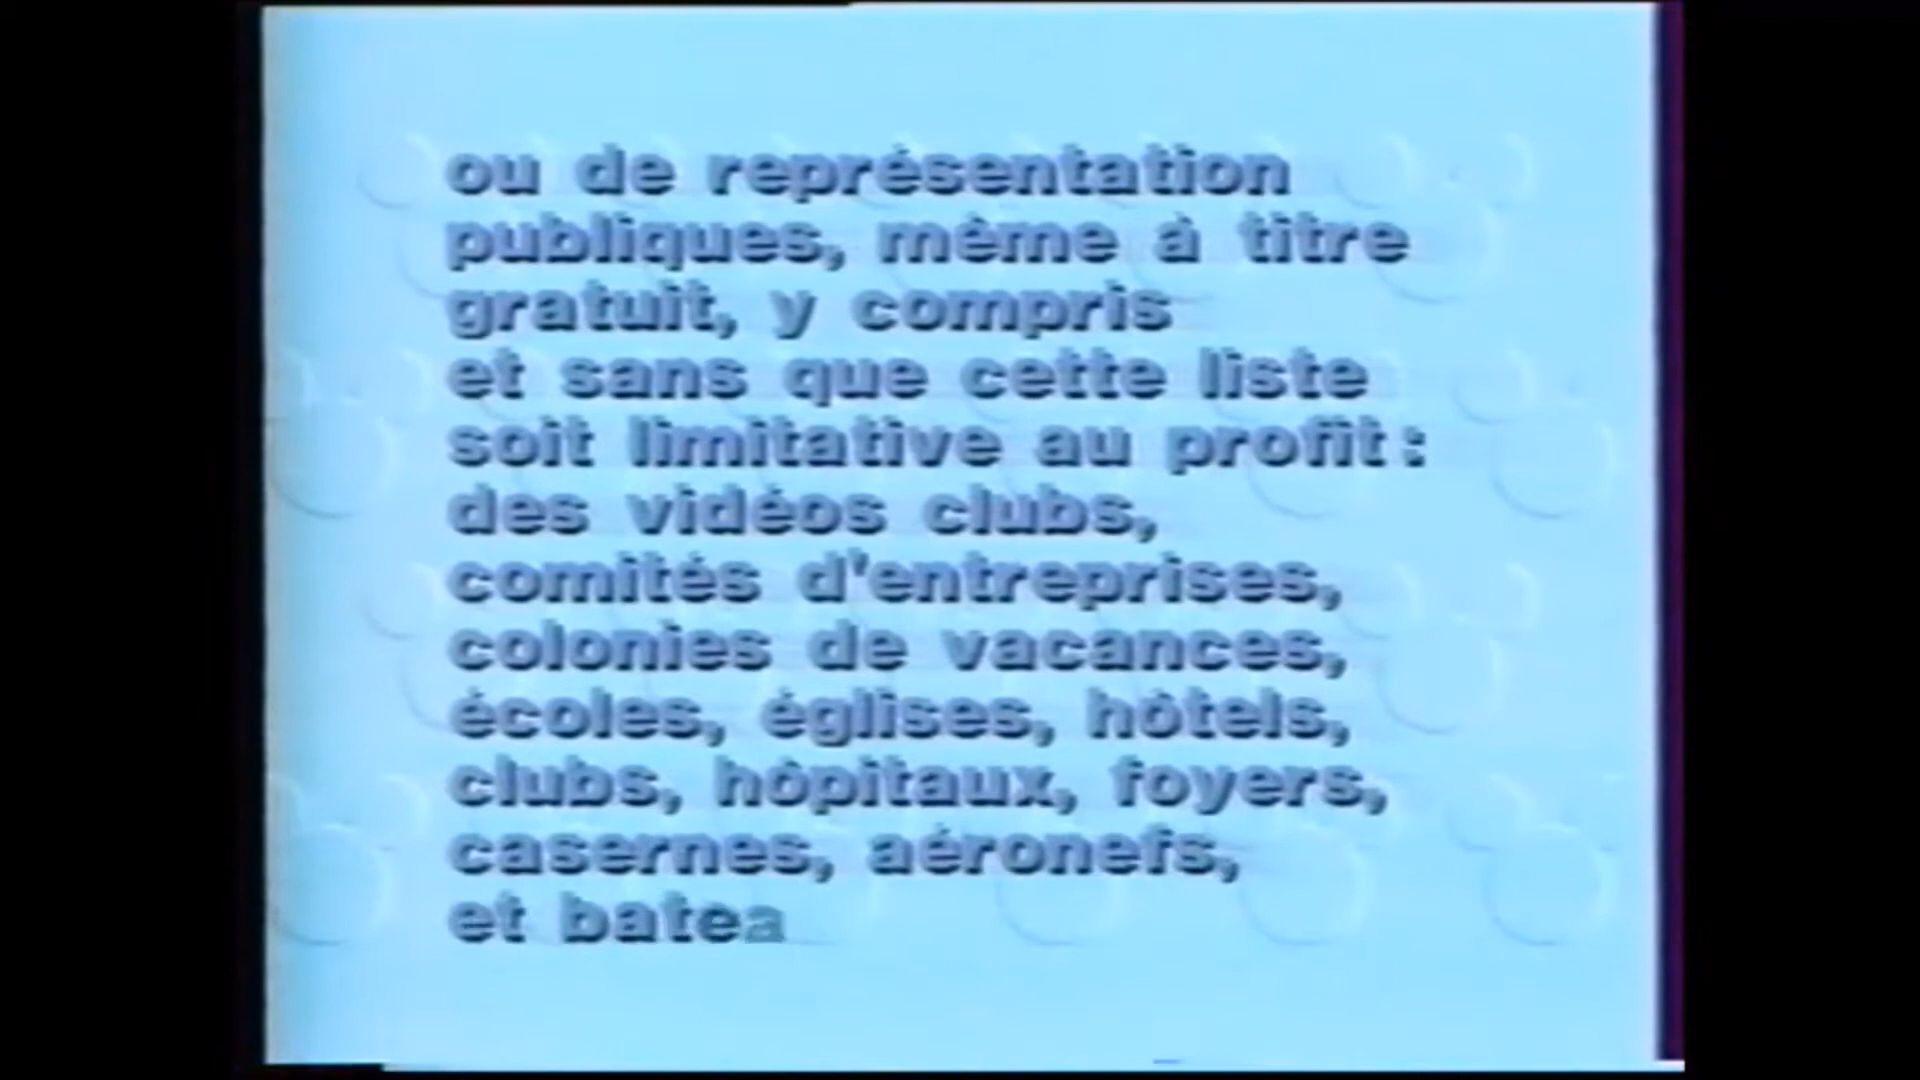 ou de représentation
publiques, même à titre
gratuit, y compris
et sans que cette liste
soit limitative au profit :
des vidéos clubs,
comités d'entreprises,
colonies de vacances,
écoles, églises, hôtels,
clubs, hôpitaux, foyers,
casernes, aéronefs,
et batea